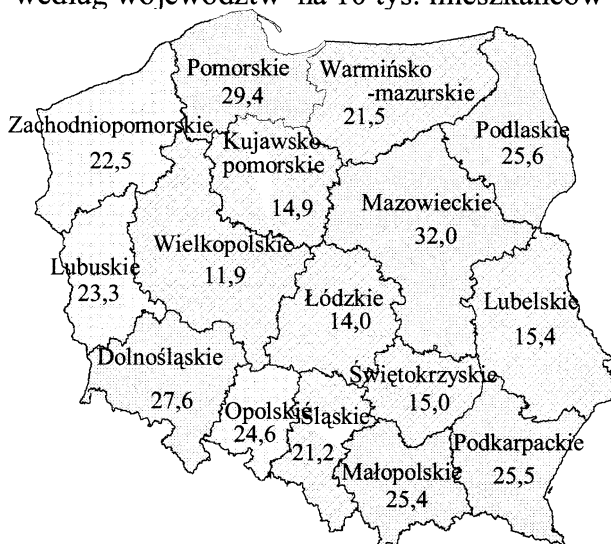 według województw na 10 tys. mieszkańców
Pomorskie
29,4
Warmińsko
-mazurskie
21,5
Zachodniopomorskie
22,5
Kujawsko
pomorskie
14,9
Podlaskie
25,6
Mazowieckie
32,0
Wielkopolskie
11,9
Lubuskie
23,3
Łódzkie
14,0
Lubelskie
15,4
Dolnośląskie
27,6
Opolskie
24,6
Śląskie
21,2
Świętokrzyskie
15,0
Małopolskie
25,4
Podkarpackie
25,5